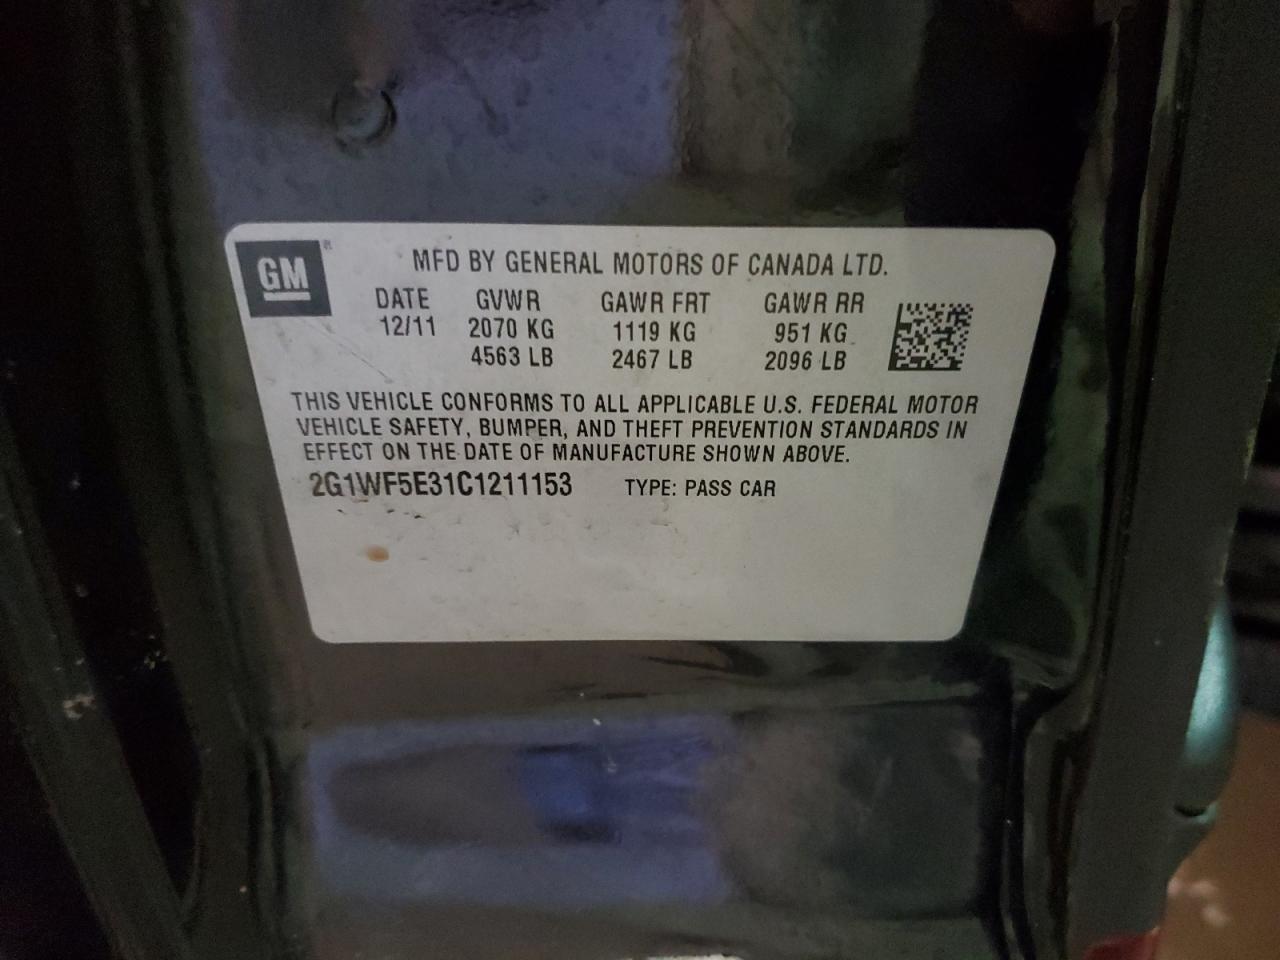 GM
MFD BY GENERAL MOTORS OF CANADA LTD.
DATE GVWR GAWR FRT GAWR RR
12/11 2070 KG 1119 KG 951 KG
4563 LB 2467 LB 2096 LB
THIS VEHICLE CONFORMS TO ALL APPLICABLE U.S. FEDERAL MOTOR
VEHICLE SAFETY, BUMPER, AND THEFT PREVENTION STANDARDS IN
EFFECT ON THE DATE OF MANUFACTURE SHOWN ABOVE.
2G1WF5E31C1211153 TYPE: PASS CAR